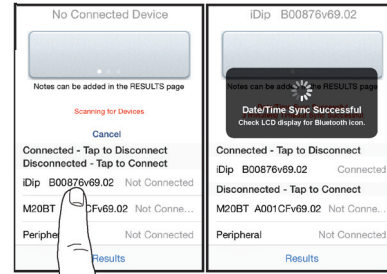 No Connected Device
Notes can be added in the RESULTS page
Scanning for Devices
Cancel
Connected - Tap to Disconnect
Disconnected - Tap to Connect
iDip B00876v69.02 Not Connected
M20BT CFv69.02 Not Conne...
Periphe Not Connected
Results
iDip B00876v69.02
Notes can be added in the RESULTS page
Date/Time Sync Successful
Check LCD display for Bluetooth icon.
Connected - Tap to Disconnect
iDip B00876v69.02 Connected
Disconnected - Tap to Connect
M20BT A001CFv69.02 Not Conne...
Peripheral Not Connected
Results